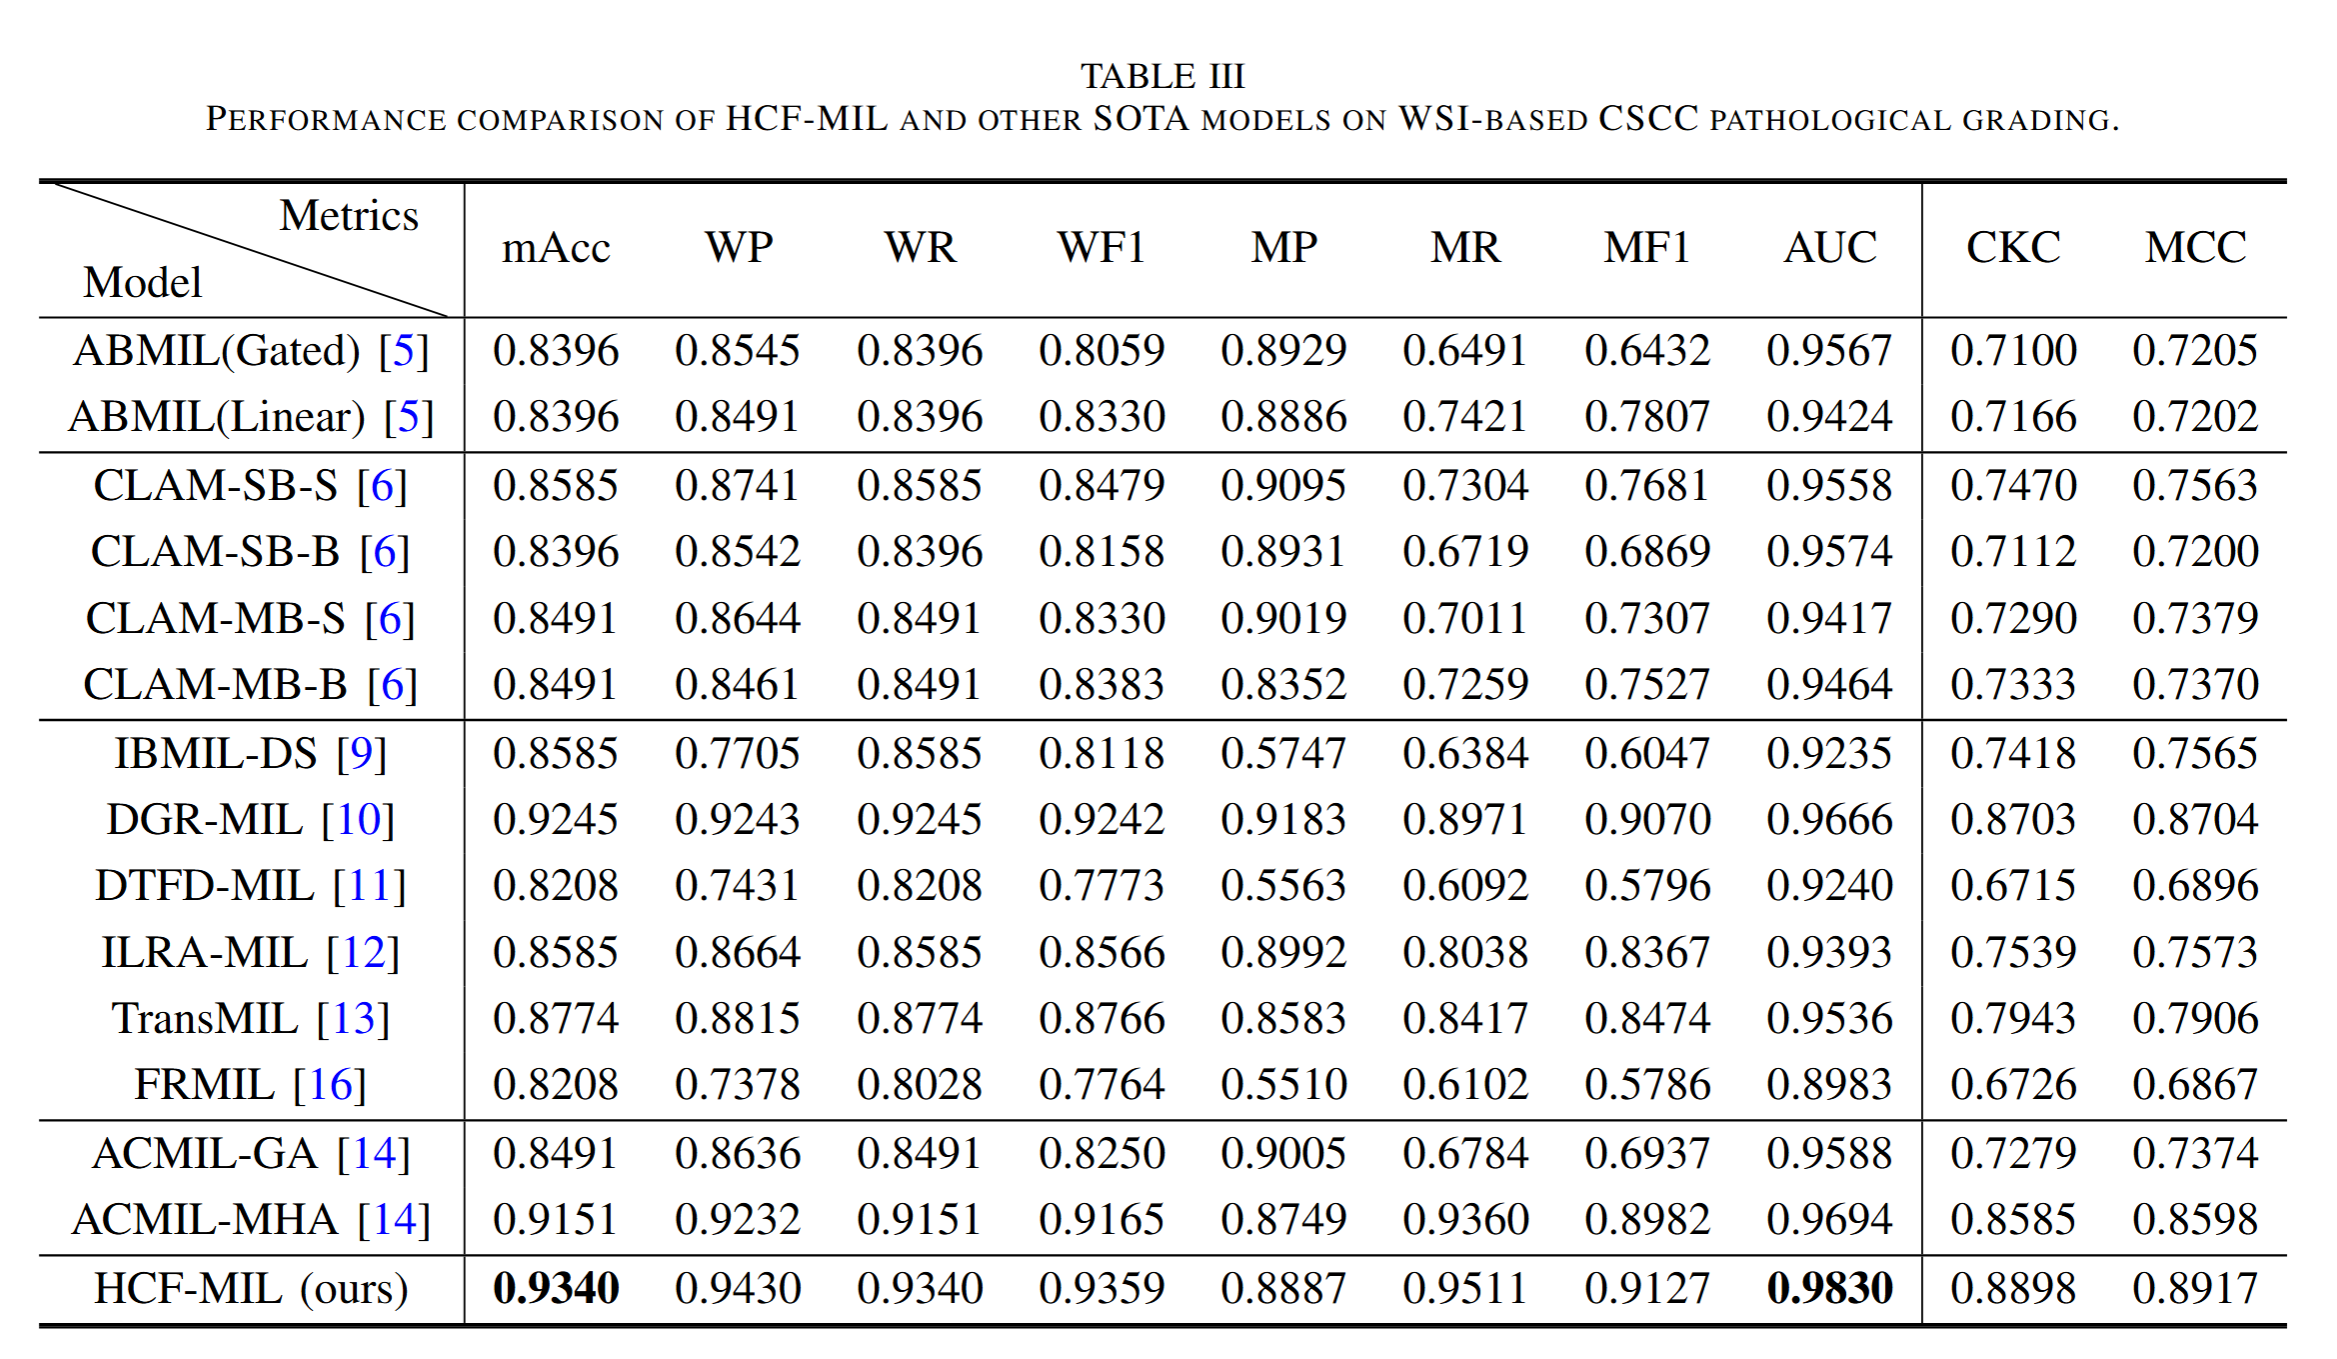 TABLE III
PERFORMANCE COMPARISON OF HCF-MIL AND OTHER SOTA MODELS ON WSI-BASED CSCC PATHOLOGICAL GRADING.
Metrics
Model mAcc WP WR WF1 MP MR MF1 AUC CKC MCC
ABMIL(Gated) [5] 0.8396 0.8545 0.8396 0.8059 0.8929 0.6491 0.6432 0.9567 0.7100 0.7205
ABMIL(Linear) [5] 0.8396 0.8491 0.8396 0.8330 0.8886 0.7421 0.7807 0.9424 0.7166 0.7202
CLAM-SB-S [6] 0.8585 0.8741 0.8585 0.8479 0.9095 0.7304 0.7681 0.9558 0.7470 0.7563
CLAM-SB-B [6] 0.8396 0.8542 0.8396 0.8158 0.8931 0.6719 0.6869 0.9574 0.7112 0.7200
CLAM-MB-S [6] 0.8491 0.8644 0.8491 0.8330 0.9019 0.7011 0.7307 0.9417 0.7290 0.7379
CLAM-MB-B [6] 0.8491 0.8461 0.8491 0.8383 0.8352 0.7259 0.7527 0.9464 0.7333 0.7370
IBMIL-DS [9] 0.8585 0.7705 0.8585 0.8118 0.5747 0.6384 0.6047 0.9235 0.7418 0.7565
DGR-MIL [10] 0.9245 0.9243 0.9245 0.9242 0.9183 0.8971 0.9070 0.9666 0.8703 0.8704
DTFD-MIL [11] 0.8208 0.7431 0.8208 0.7773 0.5563 0.6092 0.5796 0.9240 0.6715 0.6896
ILRA-MIL [12] 0.8585 0.8664 0.8585 0.8566 0.8992 0.8038 0.8367 0.9393 0.7539 0.7573
TransMIL [13] 0.8774 0.8815 0.8774 0.8766 0.8583 0.8417 0.8474 0.9536 0.7943 0.7906
FRMIL [16] 0.8208 0.7378 0.8028 0.7764 0.5510 0.6102 0.5786 0.8983 0.6726 0.6867
ACMIL-GA [14] 0.8491 0.8636 0.8491 0.8250 0.9005 0.6784 0.6937 0.9588 0.7279 0.7374
ACMIL-MHA [14] 0.9151 0.9232 0.9151 0.9165 0.8749 0.9360 0.8982 0.9694 0.8585 0.8598
HCF-MIL (ours) 0.9340 0.9430 0.9340 0.9359 0.8887 0.9511 0.9127 0.9830 0.8898 0.8917